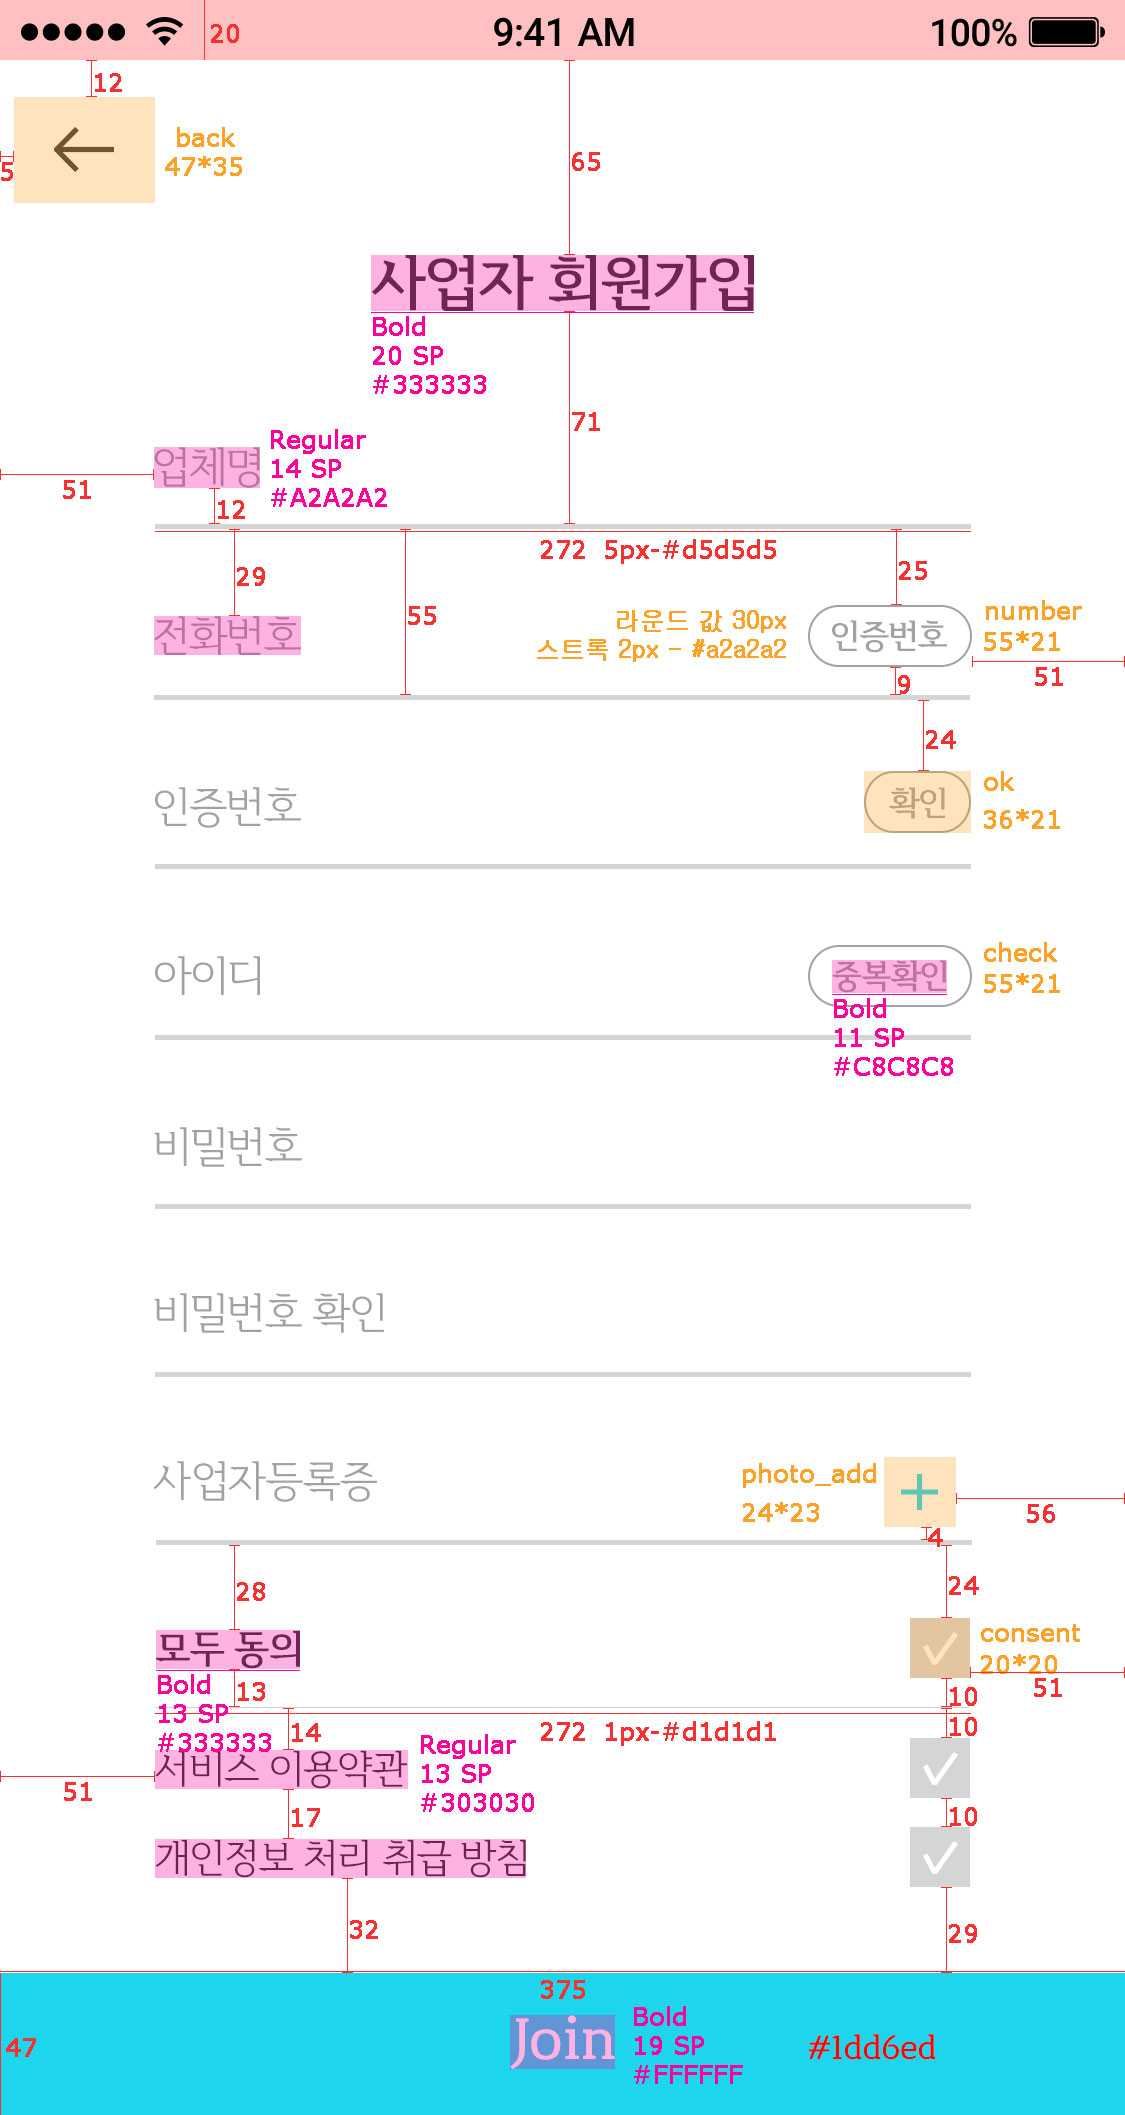 20
9:41 AM
100%
12
5
back
47*35
65
사업자 회원가입
Bold
20 SP
#333333
71
업체명
Regular
14 SP
#A2A2A2
51
12
272 5px-#d5d5d5
29
55
25
전화번호
라운드 값 30px
스트록 2px - #a2a2a2
인증번호
number
55*21
51
9
24
인증번호
확인
ok
36*21
아이디
중복확인
check
55*21
Bold
11 SP
#C8C8C8
비밀번호
비밀번호 확인
사업자등록증
photo_add
24*23
56
4
28
24
모두 동의
consent
20*20
51
Bold
13 SP
#333333
13
10
272 1px-#d1d1d1
14
10
서비스 이용약관
Regular
13 SP
#303030
51
17
10
개인정보 처리 취급 방침
32
29
375
47
Join
Bold
19 SP
#FFFFFF
#1dd6ed